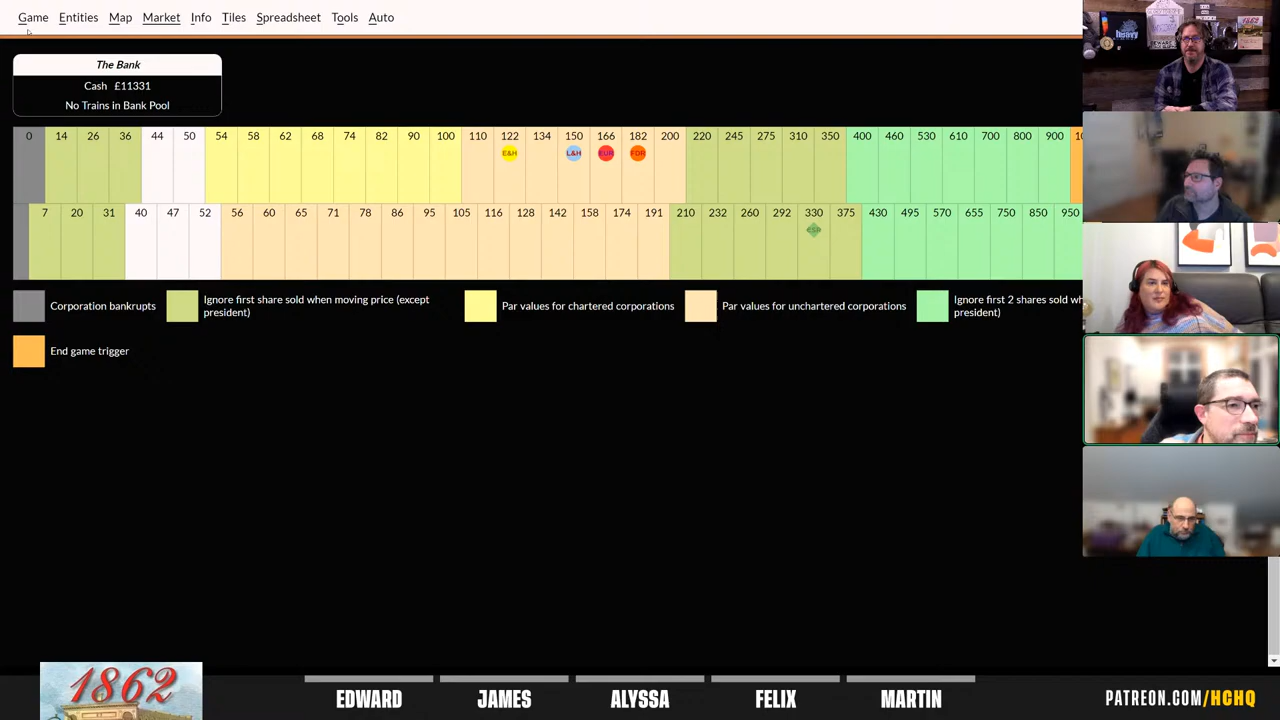 Game Entities Map Market Info Tiles Spreadsheet Tools Auto
The Bank
Cash £11331
No Trains in Bank Pool
0 14 26 36 44 50 54 58 62 68 74 82 90 100 110 122 134 150 166 182 200 220 245 275 310 350 400 460 530 610 700 800 900
E&H L&H EUR FDR
7 20 31 40 47 52 56 60 65 71 78 86 95 105 116 128 142 158 174 191 210 232 260 292 330 375 430 495 570 655 750 850 950
Corporation bankrupts
Ignore first share sold when moving price (except
president)
Par values for chartered corporations
Par values for unchartered corporations
Ignore first 2 shares sold
president)
End game trigger
1862
EDWARD JAMES ALYSSA FELIX MARTIN
PATREON.COM/HCHQ